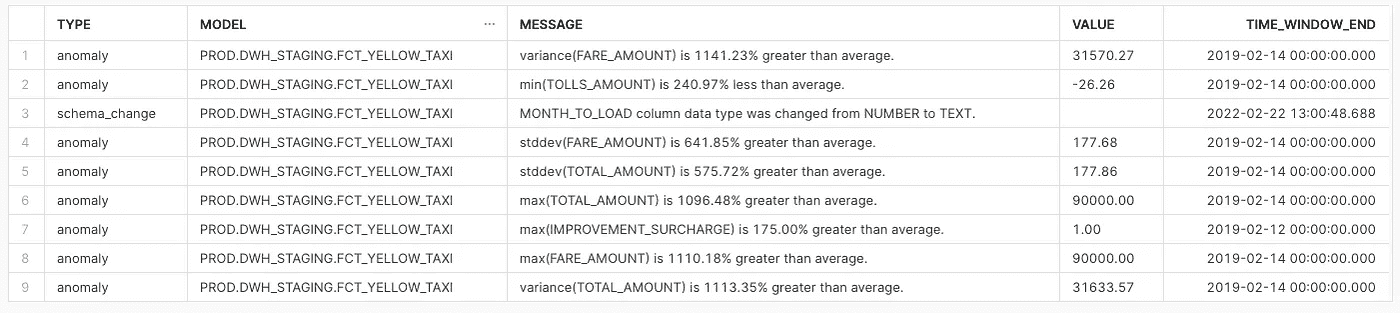 TYPE MODEL ... MESSAGE VALUE TIME_WINDOW_END
1 anomaly PROD.DWH_STAGING.FCT_YELLOW_TAXI variance(FARE_AMOUNT) is 1141.23% greater than average. 31570.27 2019-02-14 00:00:00.000
2 anomaly PROD.DWH_STAGING.FCT_YELLOW_TAXI min(TOLLS_AMOUNT) is 240.97% less than average. -26.26 2019-02-14 00:00:00.000
3 schema_change PROD.DWH_STAGING.FCT_YELLOW_TAXI MONTH_TO_LOAD column data type was changed from NUMBER to TEXT. 2022-02-22 13:00:48.688
4 anomaly PROD.DWH_STAGING.FCT_YELLOW_TAXI stddev(FARE_AMOUNT) is 641.85% greater than average. 177.68 2019-02-14 00:00:00.000
5 anomaly PROD.DWH_STAGING.FCT_YELLOW_TAXI stddev(TOTAL_AMOUNT) is 575.72% greater than average. 177.86 2019-02-14 00:00:00.000
6 anomaly PROD.DWH_STAGING.FCT_YELLOW_TAXI max(TOTAL_AMOUNT) is 1096.48% greater than average. 90000.00 2019-02-14 00:00:00.000
7 anomaly PROD.DWH_STAGING.FCT_YELLOW_TAXI max(IMPROVEMENT_SURCHARGE) is 175.00% greater than average. 1.00 2019-02-12 00:00:00.000
8 anomaly PROD.DWH_STAGING.FCT_YELLOW_TAXI max(FARE_AMOUNT) is 1110.18% greater than average. 90000.00 2019-02-14 00:00:00.000
9 anomaly PROD.DWH_STAGING.FCT_YELLOW_TAXI variance(TOTAL_AMOUNT) is 1113.35% greater than average. 31633.57 2019-02-14 00:00:00.000